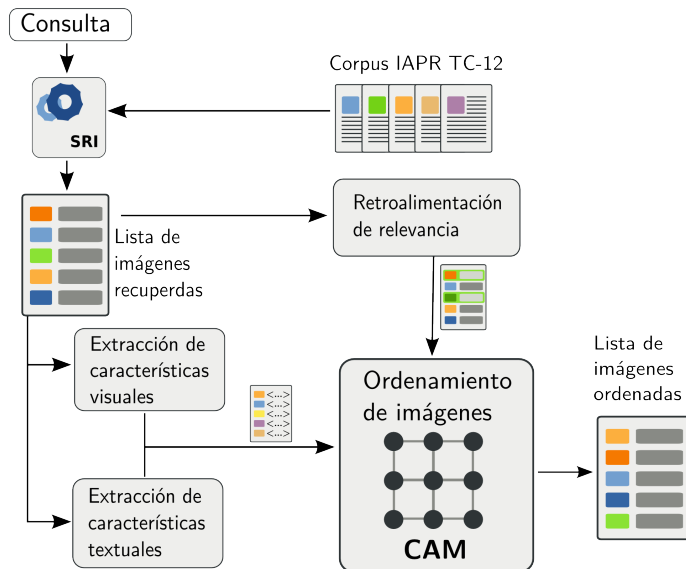 Consulta
Corpus IAPR TC-12
SRI
Retroalimentación
de relevancia
Lista de
imágenes
recuperdas
Extracción de
características
visuales
<...>
<...>
<...>
<...>
<...>
Ordenamiento
de imágenes
CAM
Lista de
imágenes
ordenadas
Extracción de
características
textuales